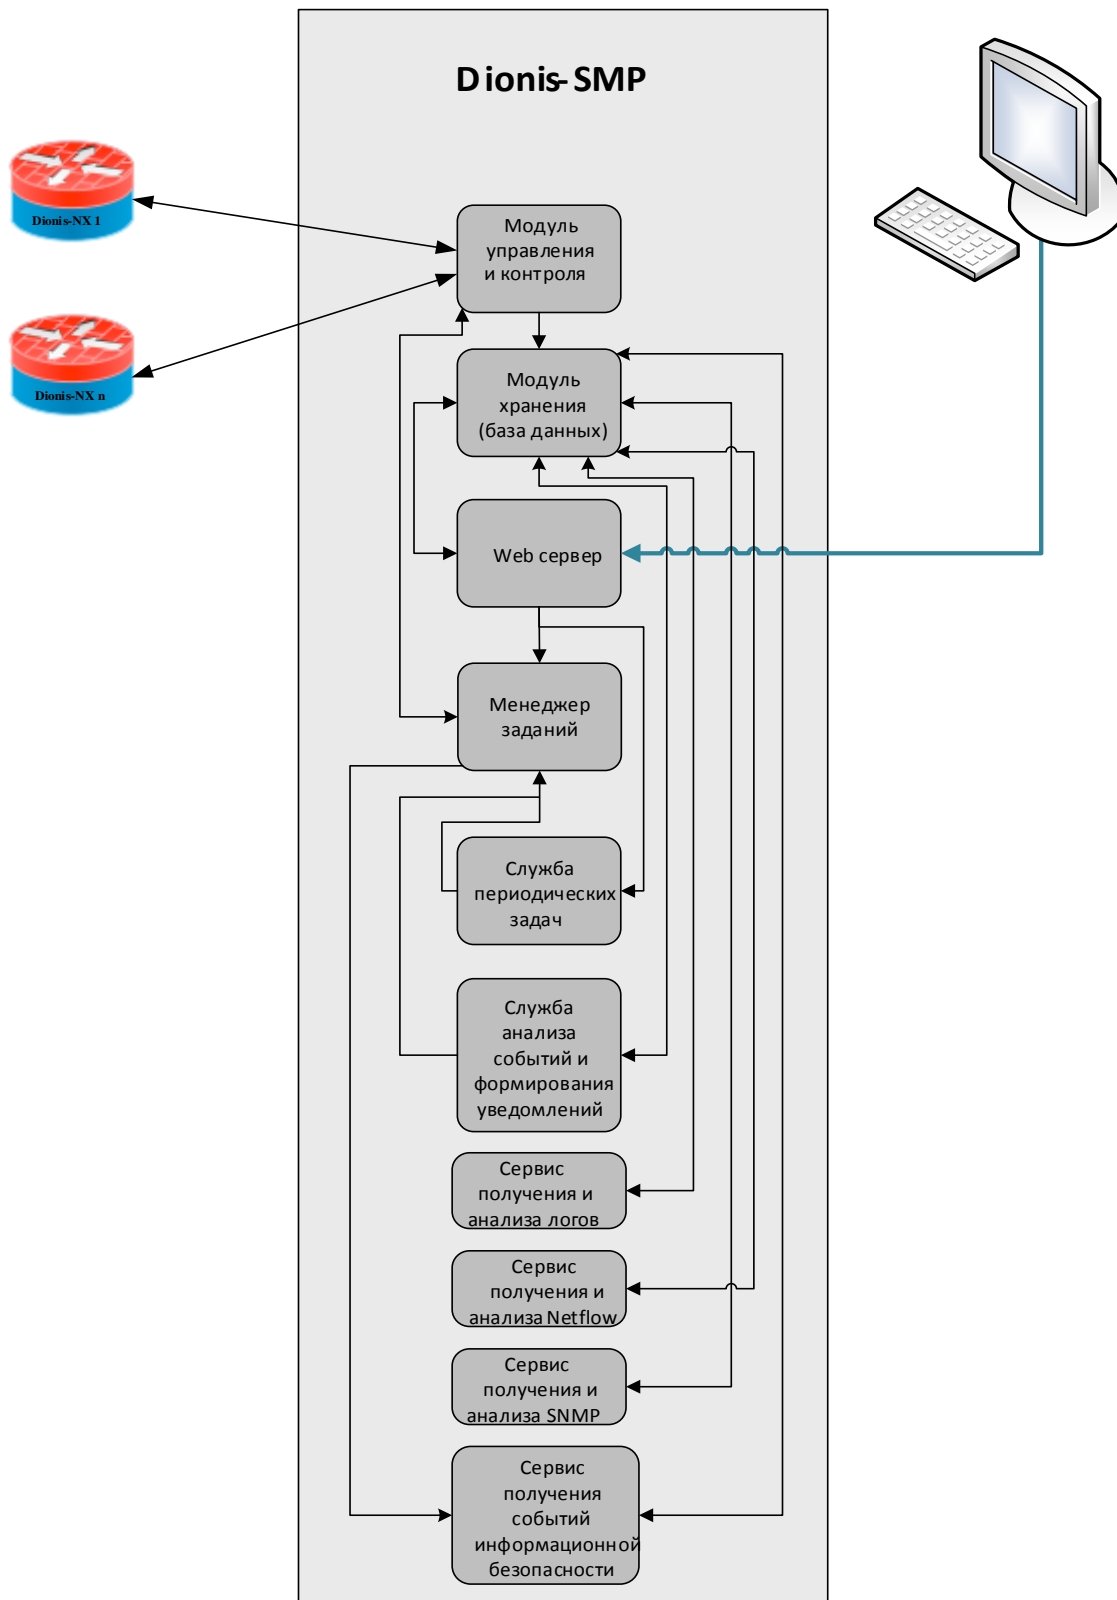 Dionis-SMP
Dionis-NX 1
Dionis-NX n
Модуль
управления
и контроля
Модуль
хранения
(база данных)
Web сервер
Менеджер
заданий
Служба
периодических
задач
Служба
анализа
событий и
формирования
уведомлений
Сервис
получения и
анализа логов
Сервис
получения и
анализа Netflow
Сервис
получения и
анализа SNMP
Сервис
получения
событий
информационной
безопасности